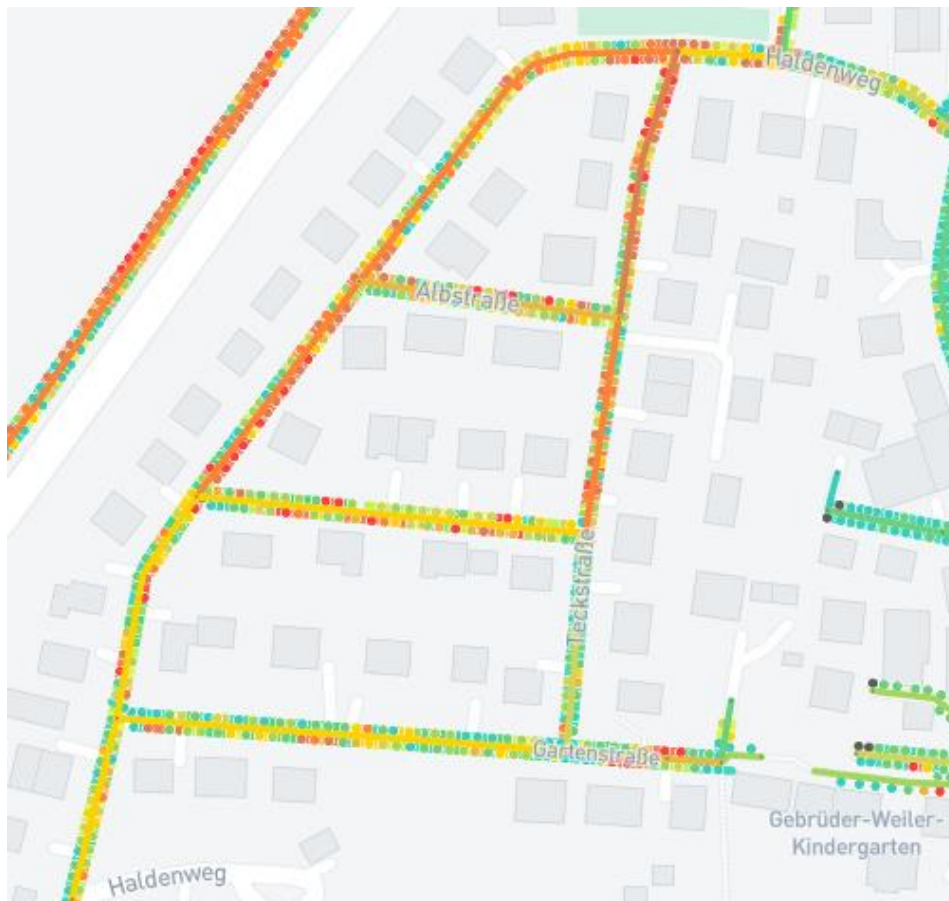 Haldenweg
Albstraße
Teckstraße
Gartenstraße
Gebrüder-Weiler-
Kindergarten
Haldenweg